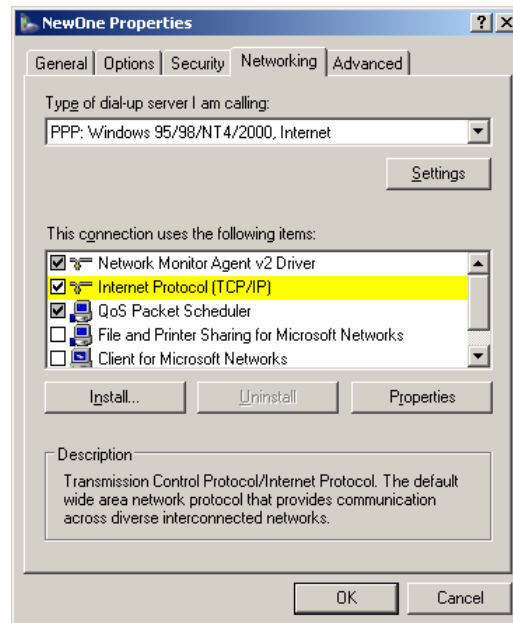 NewOne Properties
General
Options
Security
Networking
Advanced
Type of dial-up server I am calling:
PPP: Windows 95/98/NT4/2000, Internet
Settings
This connection uses the following items:
Network Monitor Agent v2 Driver
Internet Protocol (TCP/IP)
QoS Packet Scheduler
File and Printer Sharing for Microsoft Networks
Client for Microsoft Networks
Install...
Uninstall
Properties
Description
Transmission Control Protocol/Internet Protocol. The default
wide area network protocol that provides communication
across diverse interconnected networks.
OK
Cancel